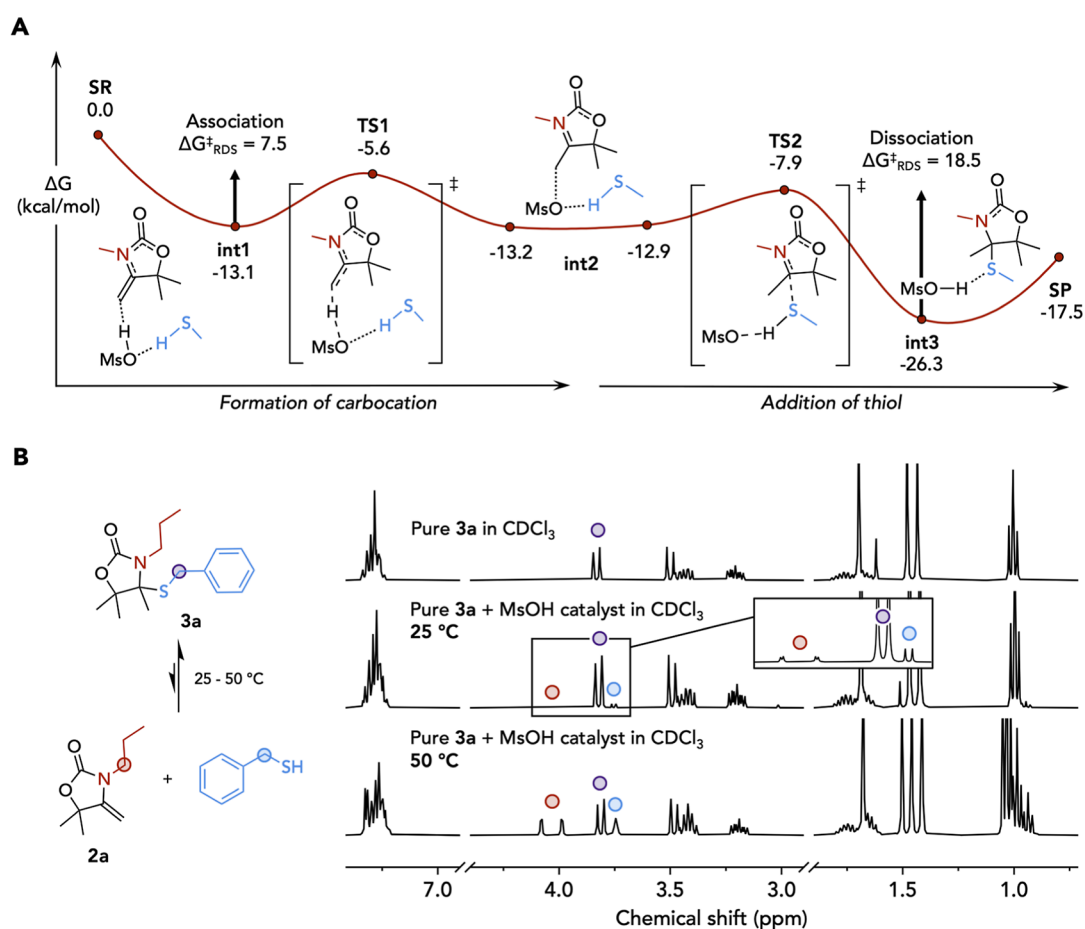 A
SR
0.0
Association
ΔG‡RDS = 7.5
TS1
-5.6
TS2
-7.9
Dissociation
ΔG‡RDS = 18.5
ΔG
(kcal/mol)
‡
‡
O
N
O
MsO
H
S
O
N
O
H
MsO
H
S
O
N
O
H
MsO
H
S
O
N
O
S
MsO
H
O
N
O
S
MsO
H
int1
-13.1
-13.2
int2
-12.9
int3
-26.3
SP
-17.5
Formation of carbocation
Addition of thiol
B
O
N
O
S
3a
25 - 50 °C
O
N
O
+
SH
2a
Pure 3a in CDCl3
Pure 3a + MsOH catalyst in CDCl3
25 °C
Pure 3a + MsOH catalyst in CDCl3
50 °C
7.0
4.0
3.5
3.0
1.5
1.0
Chemical shift (ppm)